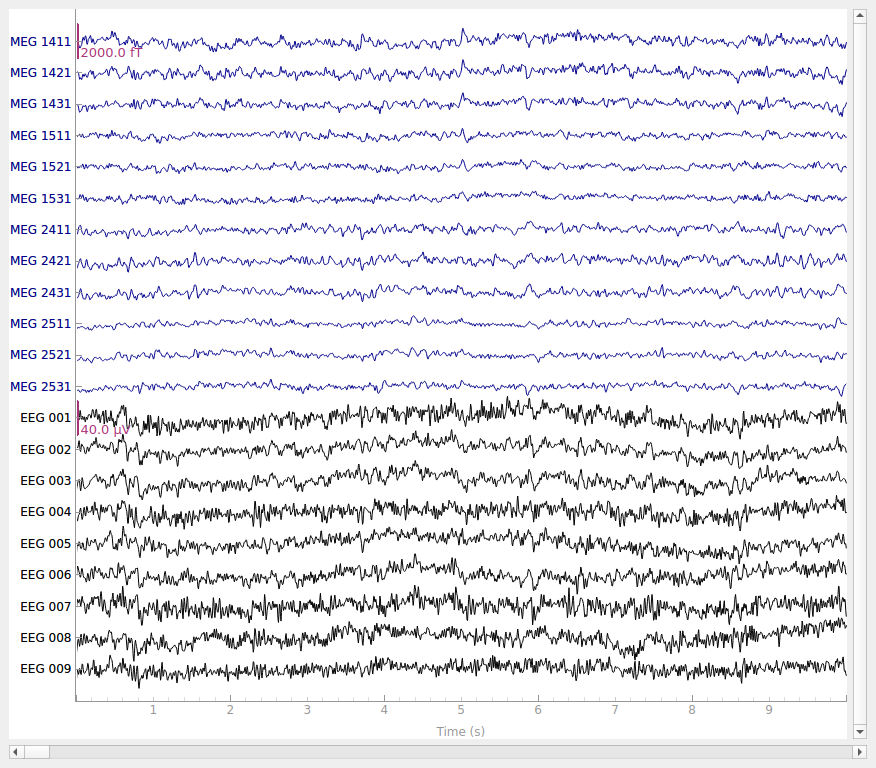 MEG 1411
2000.0 fT
MEG 1421
MEG 1431
MEG 1511
MEG 1521
MEG 1531
MEG 2411
MEG 2421
MEG 2431
MEG 2511
MEG 2521
MEG 2531
EEG 001
40.0 µV
EEG 002
EEG 003
EEG 004
EEG 005
EEG 006
EEG 007
EEG 008
EEG 009
1 2 3 4 5 6 7 8 9
Time (s)